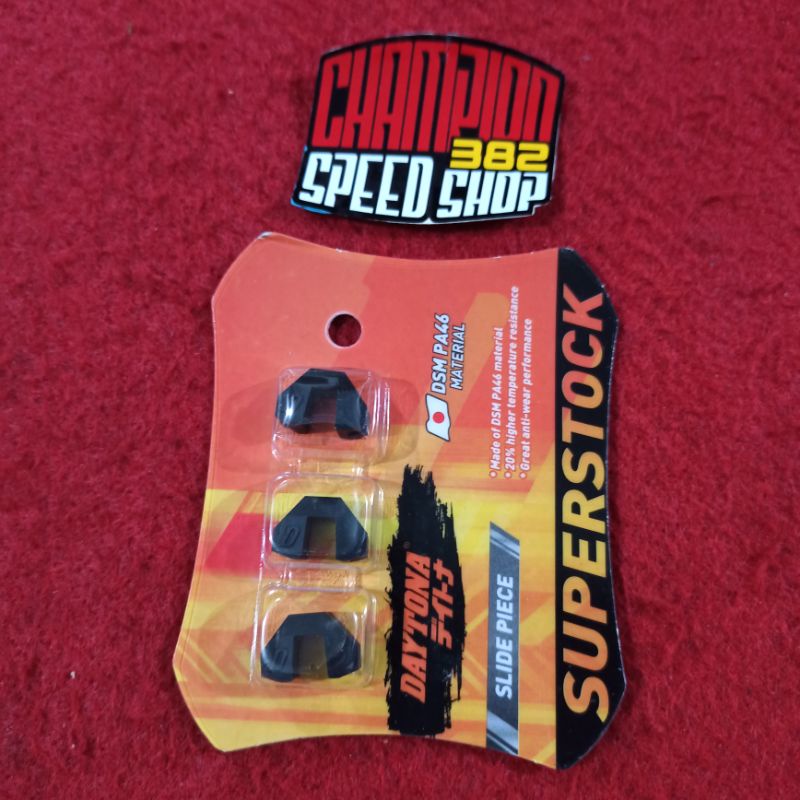 CHAMPION
382
SPEED SHOP
DSM PA46
MATERIAL
• Made of DSM PA46 material
• 20% higher temperature resistance
• Great anti-wear performance
DAYTONA
デイトナ
SLIDE PIECE
SUPERSTOCK